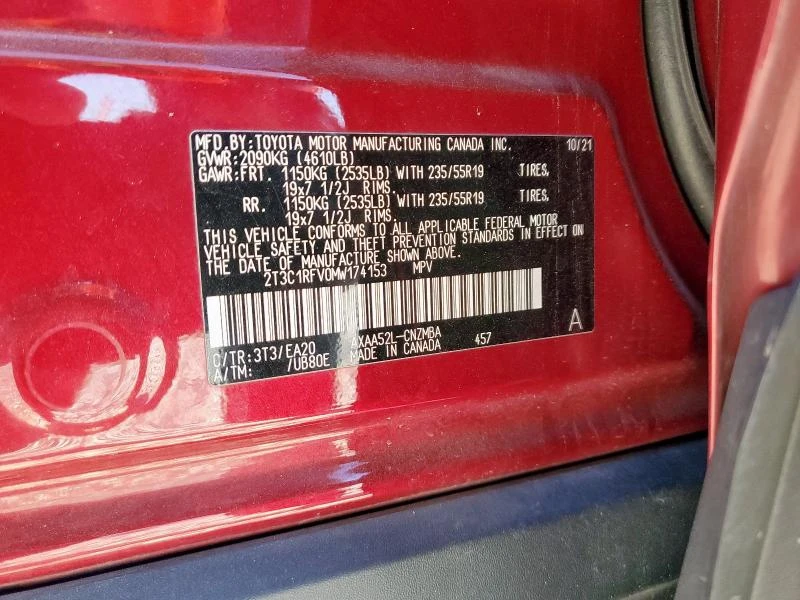 MFD.BY:TOYOTA MOTOR MANUFACTURING CANADA INC. 10/21
GVWR:2090KG (4610LB)
GAWR:FRT. 1150KG (2535LB) WITH 235/55R19 TIRES,
19x7 1/2J RIMS.
RR. 1150KG (2535LB) WITH 235/55R19 TIRES,
19x7 1/2J RIMS.
THIS VEHICLE CONFORMS TO ALL APPLICABLE FEDERAL MOTOR
VEHICLE SAFETY AND THEFT PREVENTION STANDARDS IN EFFECT ON
THE DATE OF MANUFACTURE SHOWN ABOVE.
2T3C1RFV0MW174153 MPV
C/TR:3T3/EA20 AXAA52L-CNZMBA 457 A
A/TM: /UB80E MADE IN CANADA